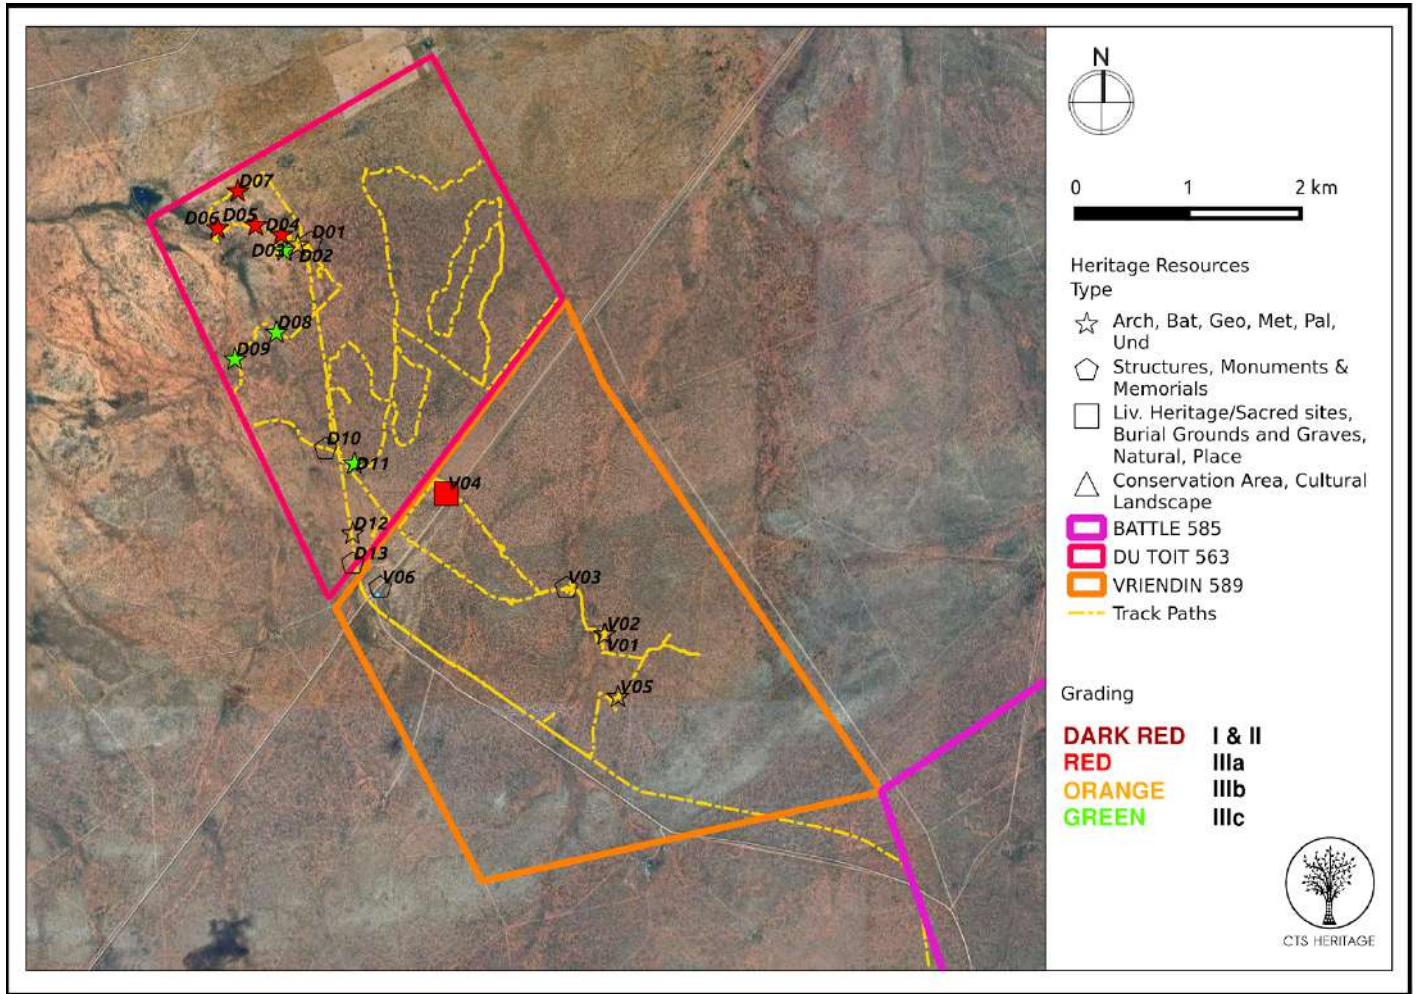 N
0 1 2 km
Heritage Resources
Type
Arch, Bat, Geo, Met, Pal,
Und
Structures, Monuments &
Memorials
Liv. Heritage/Sacred sites,
Burial Grounds and Graves,
Natural, Place
Conservation Area, Cultural
Landscape
BATTLE 585
DU TOIT 563
VRIENDIN 589
Track Paths
Grading
DARK RED I & II
RED IIIa
ORANGE IIIb
GREEN IIIc
CTS HERITAGE
D07
D06 D05
D04 D01
D03 D02
D08
D09
D10
D11
V04
D12
D13
V06
V03
V02
V01
V05